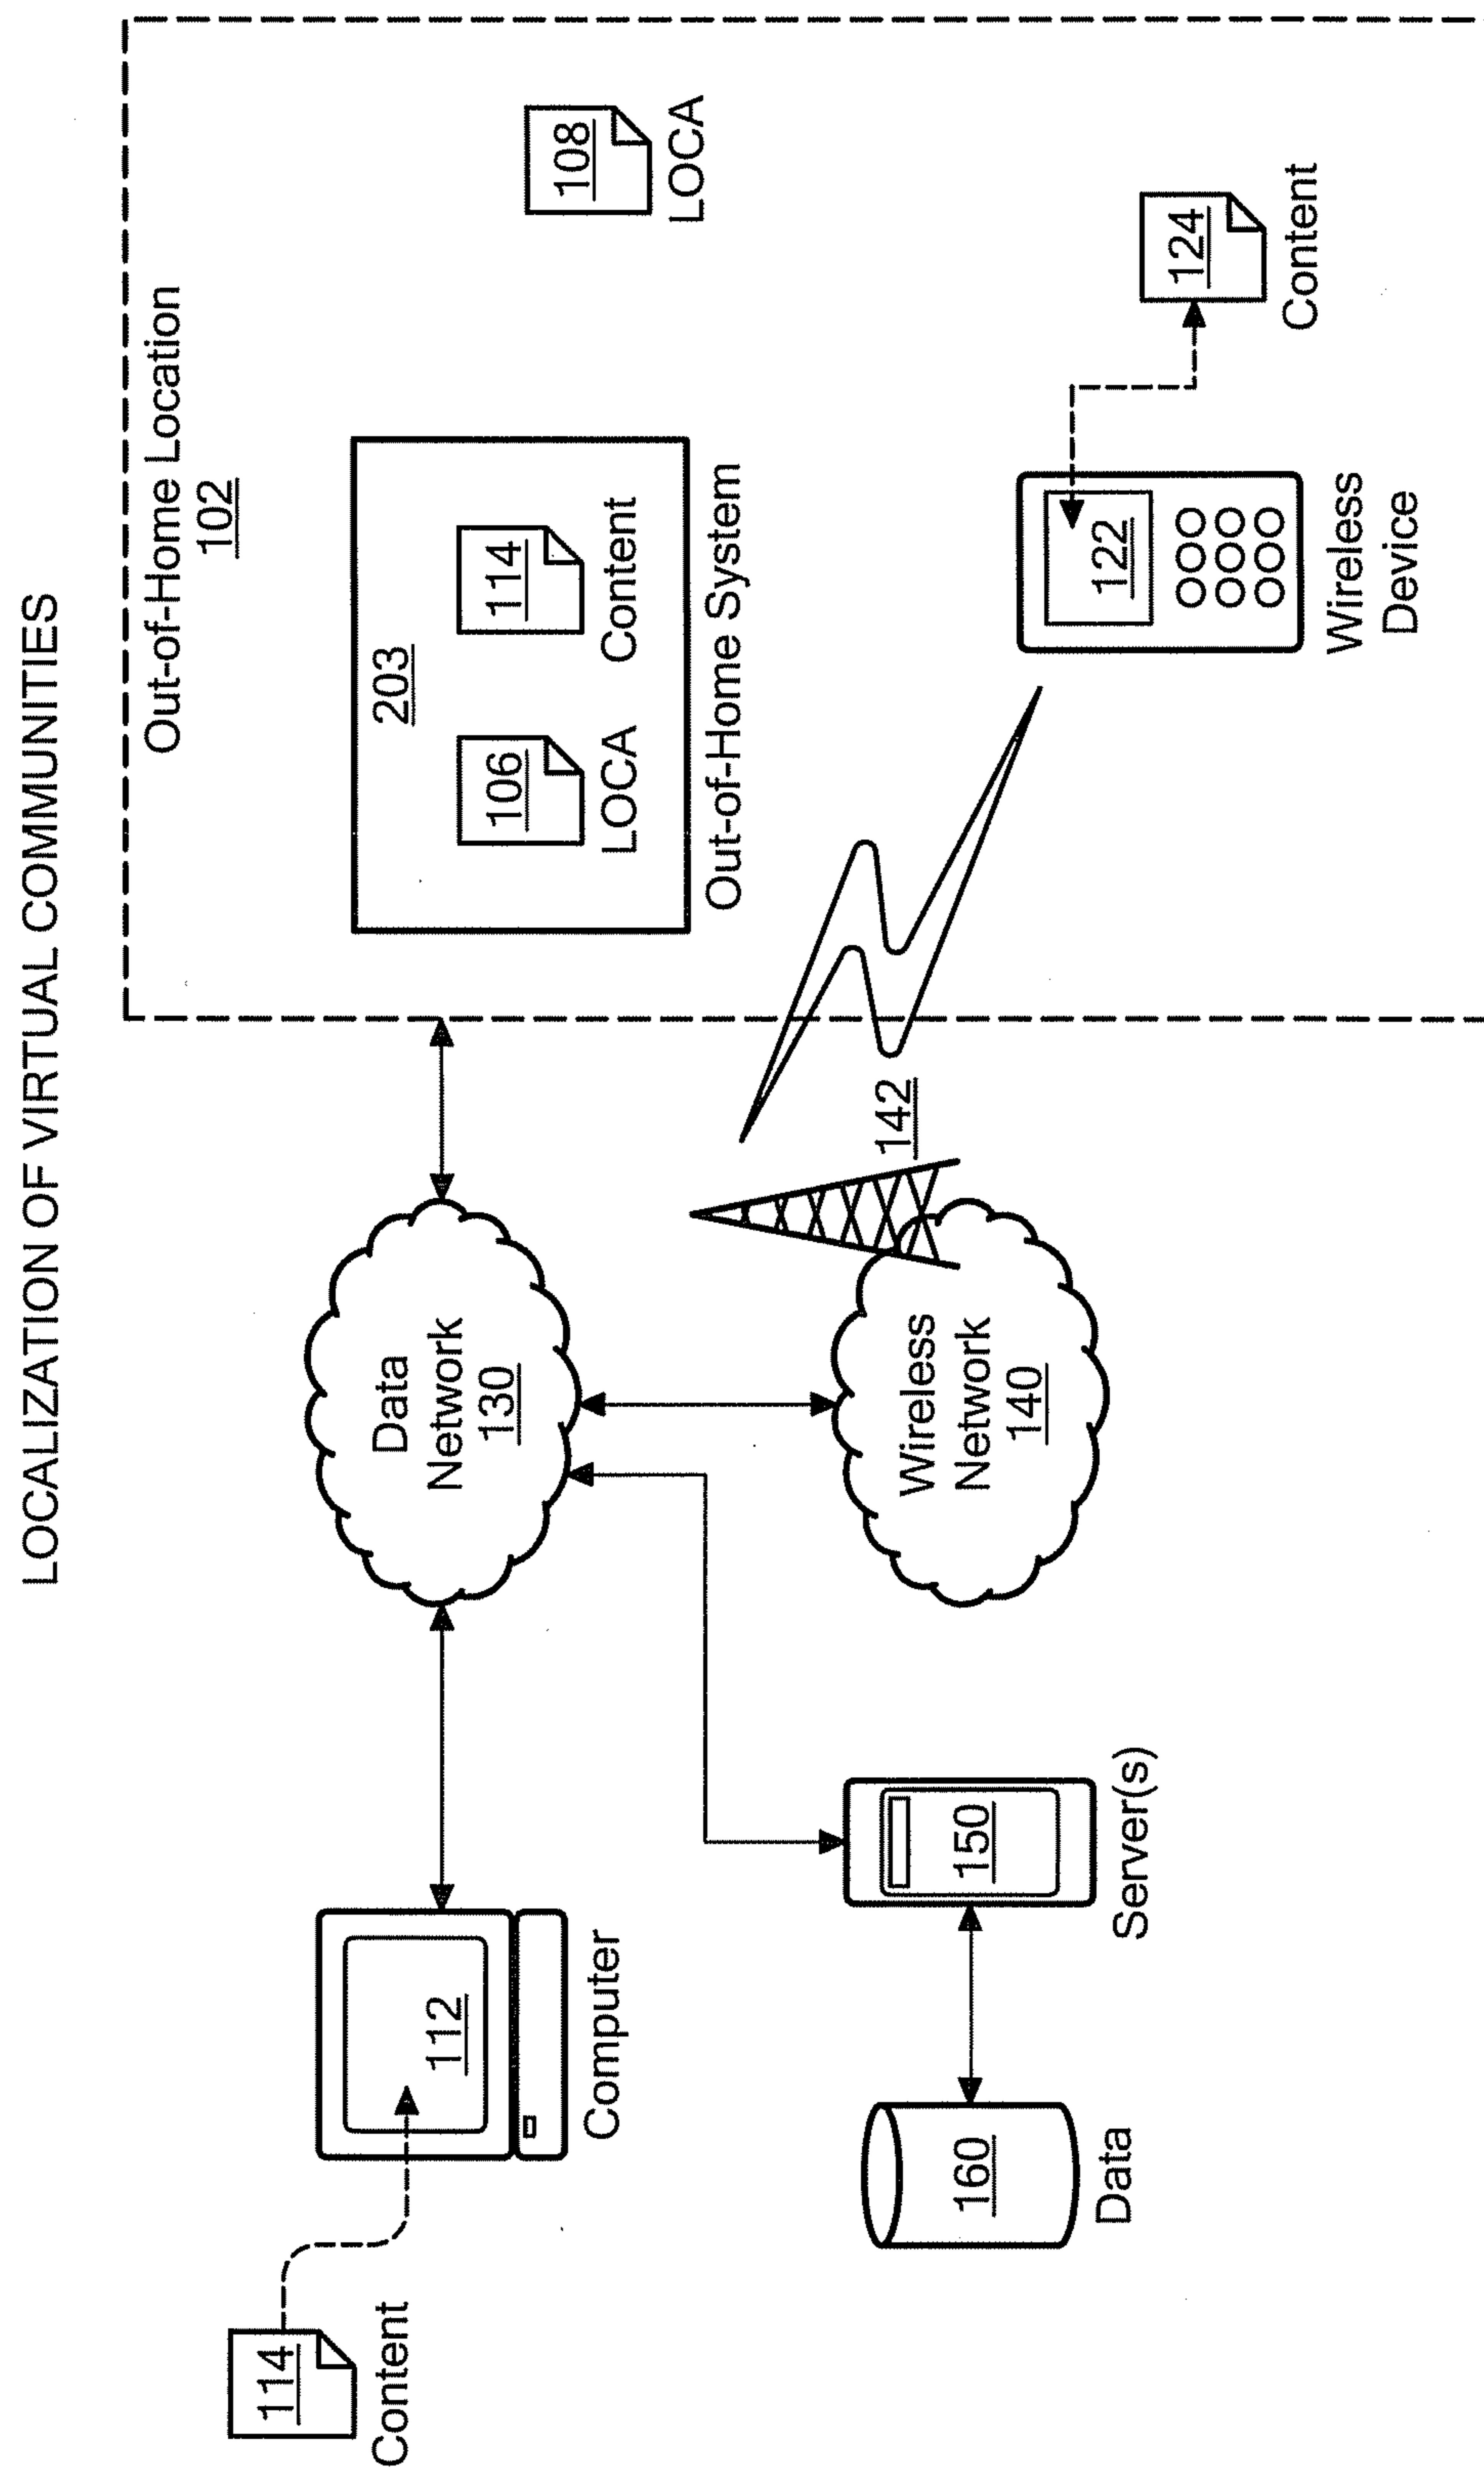 LOCALIZATION OF VIRTUAL COMMUNITIES
Out-of-Home Location
102
203
106
LOCA
114
Content
Out-of-Home System
108
LOCA
114
Content
112
Computer
Data
Network
130
142
Wireless
Network
140
160
Data
150
Server(s)
122
Wireless
Device
124
Content